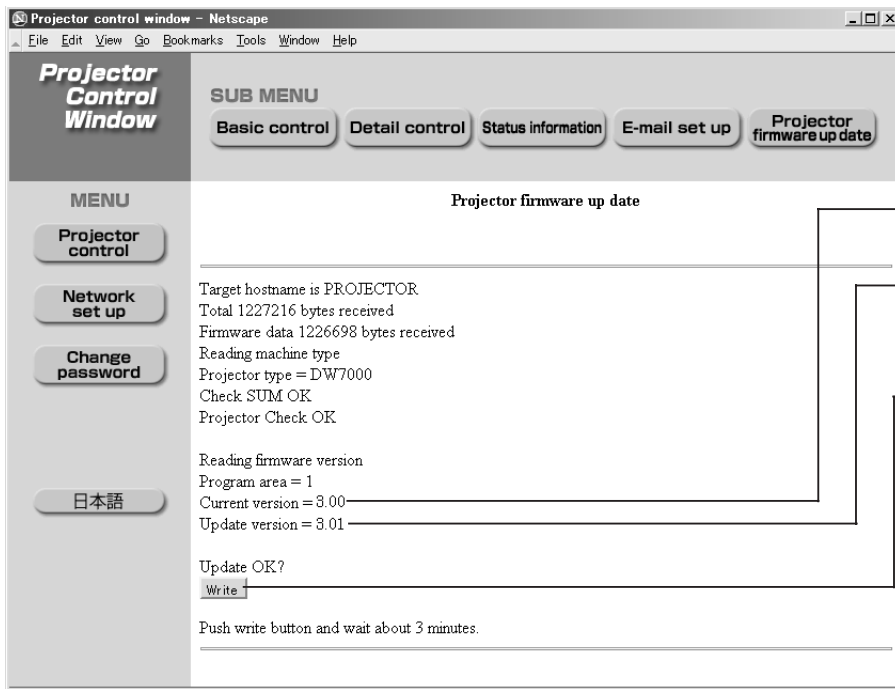 Projector control window - Netscape
File Edit View Go Bookmarks Tools Window Help
Projector
Control
Window
SUB MENU
Basic control
Detail control
Status information
E-mail set up
Projector
firmware up date
MENU
Projector
control
Network
set up
Change
password
日本語
Projector firmware up date
Target hostname is PROJECTOR
Total 1227216 bytes received
Firmware data 1226698 bytes received
Reading machine type
Projector type = DW7000
Check SUM OK
Projector Check OK
Reading firmware version
Program area = 1
Current version = 3.00
Update version = 3.01
Update OK?
Write
Push write button and wait about 3 minutes.